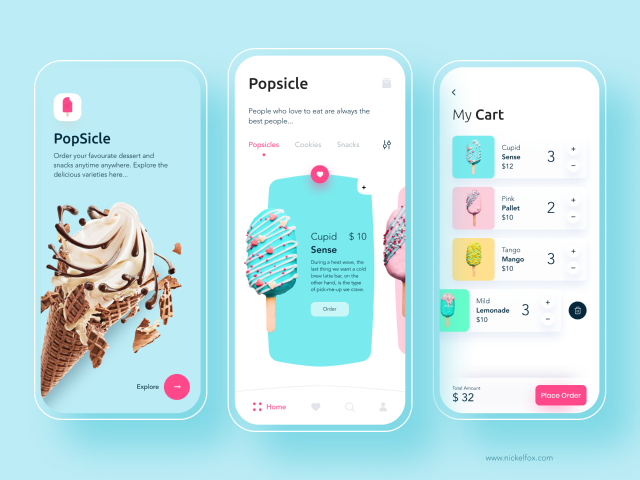 PopSicle
Order your favourate dessert and
snacks anytime anywhere. Explore the
delicious varieties here...
Explore
Popsicle
People who love to eat are always the
best people...
Popsicles
Cookies
Snacks
Cupid $ 10
Sense
During a heat wave, the
last thing we want a cold
brew latte bar, on the
other hand, is the type
of pick-me-up we crave.
Order
Home
My Cart
Cupid
Sense
$12
3
Pink
Pallet
$10
2
Tango
Mango
$10
3
Mild
Lemonade
$10
3
Total Amount
$ 32
Place Order
www.nickelfox.com